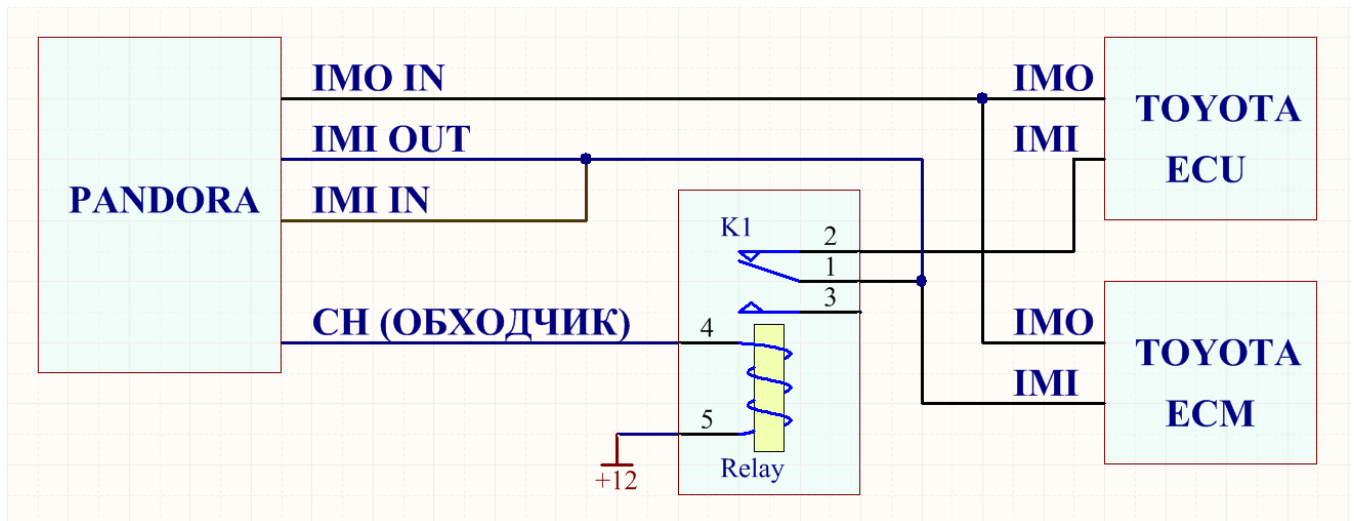 PANDORA
IMO IN
IMI OUT
IMI IN
СН (ОБХОДЧИК)
K1
2
1
3
4
5
Relay
+12
IMO
IMI
TOYOTA
ECU
IMO
IMI
TOYOTA
ECM